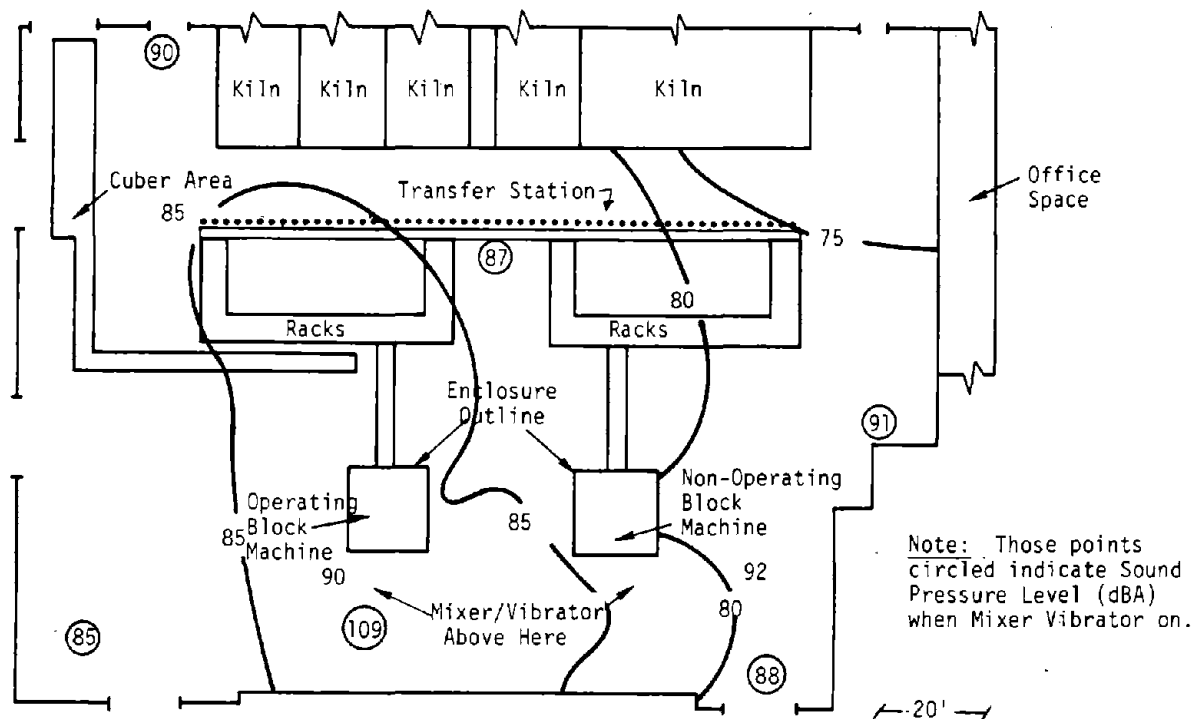 90
Kiln
Kiln
Kiln
Kiln
Kiln
Cuber Area
85
Transfer Station
Office
Space
75
87
80
Racks
Racks
Enclosure
Outline
91
Operating
Block
Machine
85
85
Non-Operating
Block
Machine
90
92
80
Mixer/Vibrator
Above Here
109
85
88
Note: Those points
circled indicate Sound
Pressure Level (dBA)
when Mixer Vibrator on.
20'